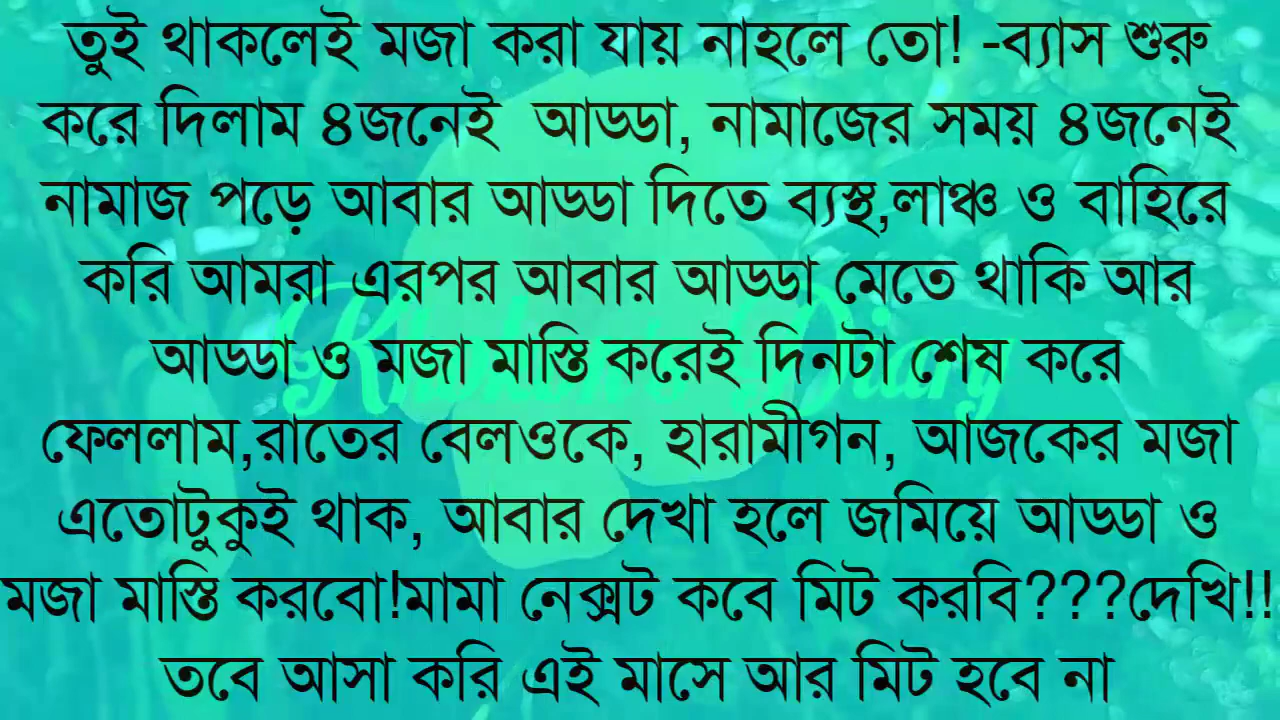 তুই থাকলেই মজা করা যায় নাহলে তো! -ব্যাস শুরু
করে দিলাম ৪জনেই আড্ডা, নামাজের সময় ৪জনেই
নামাজ পড়ে আবার আড্ডা দিতে ব্যস্থ,লাঞ্চ ও বাহিরে
করি আমরা এরপর আবার আড্ডা মেতে থাকি আর
আড্ডা ও মজা মাস্তি করেই দিনটা শেষ করে
ফেললাম,রাতের বেলওকে, হারামীগন, আজকের মজা
এতোটুকুই থাক, আবার দেখা হলে জমিয়ে আড্ডা ও
মজা মাস্তি করবো!মামা নেক্সট কবে মিট করবি???দেখি!!
তবে আসা করি এই মাসে আর মিট হবে না